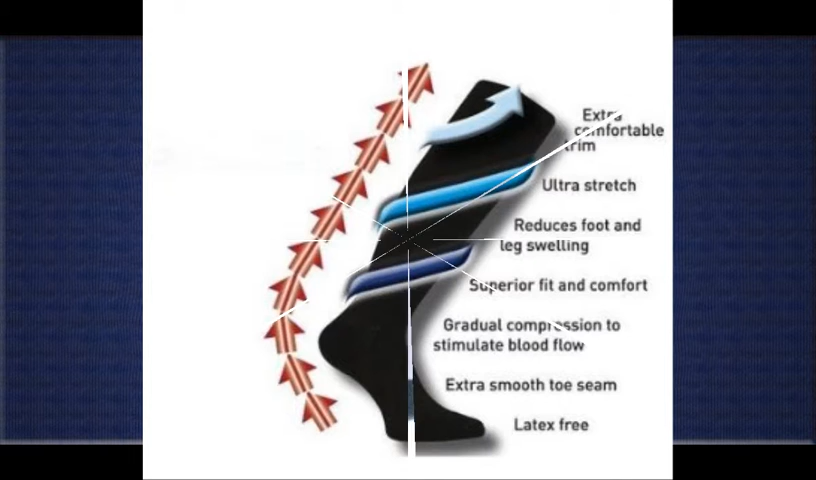 Extra
comfortable
trim
Ultra stretch
Reduces foot and
leg swelling
Superior fit and comfort
Gradual compression to
stimulate blood flow
Extra smooth toe seam
Latex free